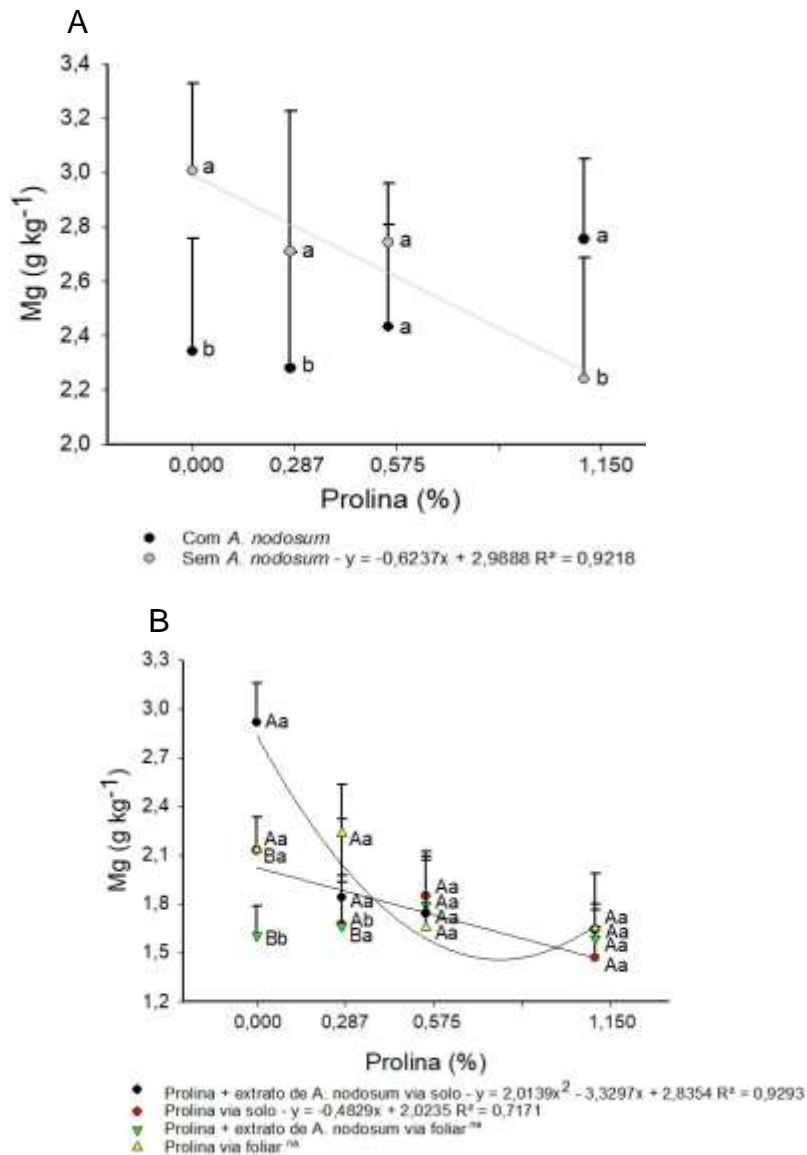 A
3,4
3,2
3,0
2,8
2,6
2,4
2,2
2,0
Mg (g kg⁻¹)
a
b
a
b
a
a
a
b
0,000 0,287 0,575 1,150
Prolina (%)
Com A. nodosum
Sem A. nodosum - y = -0,6237x + 2,9888 R² = 0,9218
B
3,3
3,0
2,7
2,4
2,1
1,8
1,5
1,2
Mg (g kg⁻¹)
Aa
Aa
Ba
Bb
Aa
Aa
Ab
Ba
Aa
Aa
Aa
Aa
Aa
Aa
Aa
Aa
0,000 0,287 0,575 1,150
Prolina (%)
Prolina + extrato de A. nodosum via solo - y = 2,0139x² - 3,3297x + 2,8354 R² = 0,9293
Prolina via solo - y = -0,4829x + 2,0235 R² = 0,7171
Prolina + extrato de A. nodosum via foliar ns
Prolina via foliar ns